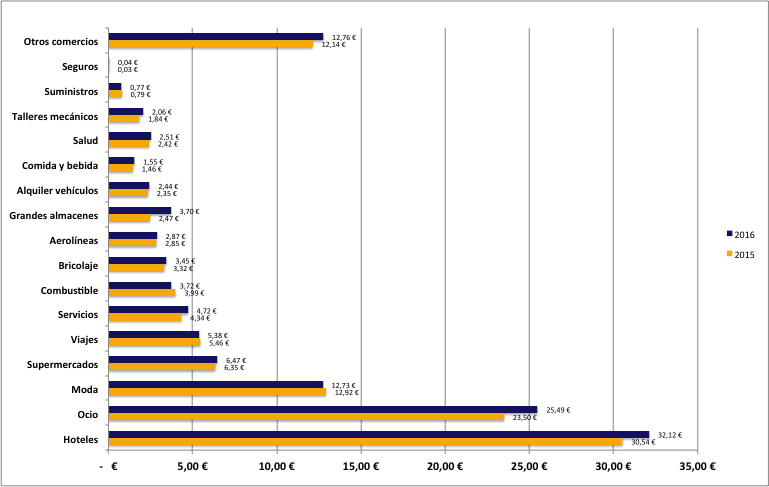 Otros comercios
12,76 €
12,14 €
Seguros
0,04 €
0,03 €
Suministros
0,77 €
0,79 €
Talleres mecánicos
2,06 €
1,84 €
Salud
2,51 €
2,42 €
Comida y bebida
1,55 €
1,46 €
Alquiler vehículos
2,44 €
2,35 €
Grandes almacenes
3,70 €
2,47 €
Aerolíneas
2,87 €
2,85 €
Bricolaje
3,45 €
3,32 €
Combustible
3,72 €
3,99 €
Servicios
4,72 €
4,34 €
Viajes
5,38 €
5,46 €
Supermercados
6,47 €
6,35 €
Moda
12,73 €
12,92 €
Ocio
25,49 €
23,50 €
Hoteles
32,12 €
30,54 €
- € 5,00 € 10,00 € 15,00 € 20,00 € 25,00 € 30,00 € 35,00 €
2016
2015